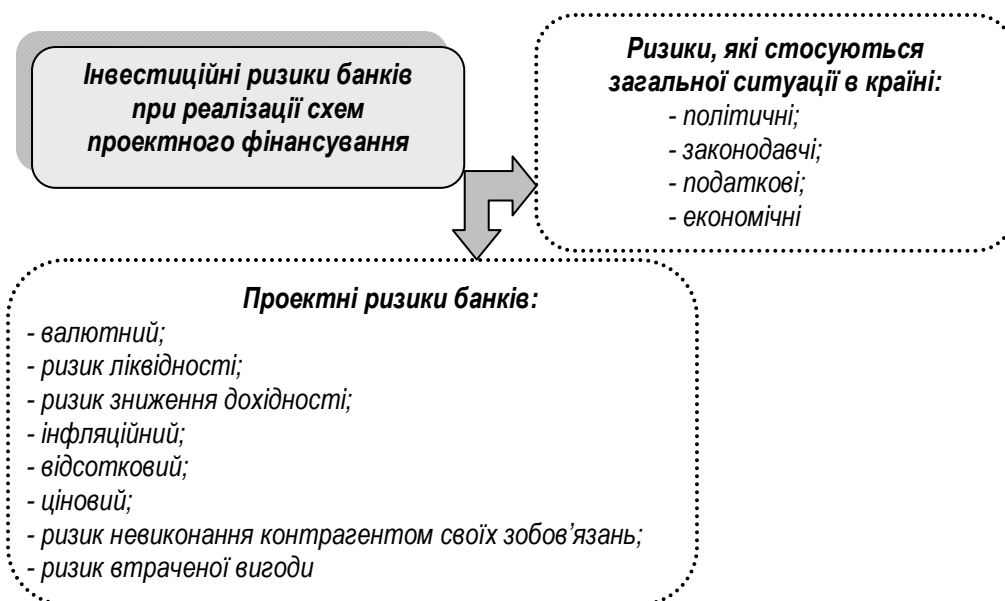 Інвестиційні ризики банків
при реалізації схем
проектного фінансування
Ризики, які стосуються
загальної ситуації в країні:
- політичні;
- законодавчі;
- податкові;
- економічні
Проектні ризики банків:
- валютний;
- ризик ліквідності;
- ризик зниження дохідності;
- інфляційний;
- відсотковий;
- ціновий;
- ризик невиконання контрагентом своїх зобов’язань;
- ризик втраченої вигоди